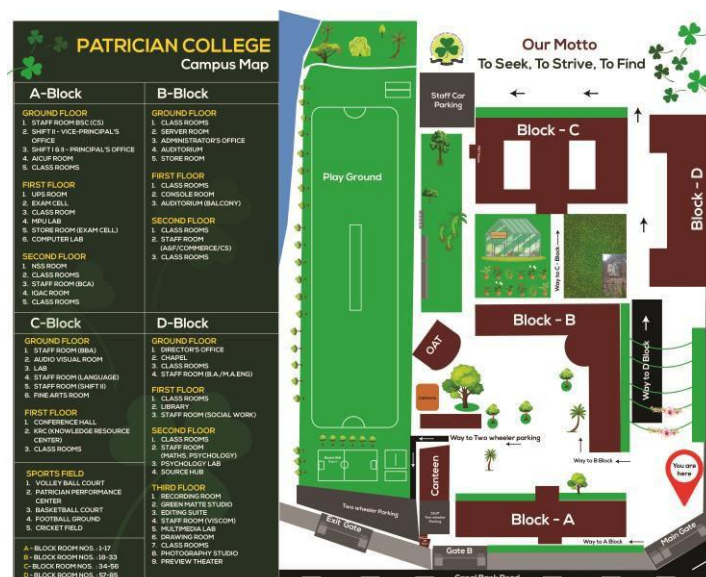 PATRICIAN COLLEGE
Campus Map
A-Block
GROUND FLOOR
1. STAFF ROOM BSC (CS)
2. SHIFT II - VICE-PRINCIPAL'S
OFFICE
3. SHIFT I & II - PRINCIPAL'S OFFICE
4. AICUF ROOM
5. CLASS ROOMS
FIRST FLOOR
1. UPS ROOM
2. EXAM CELL
3. CLASS ROOM
4. MPU LAB
5. STORE ROOM (EXAM CELL)
6. COMPUTER LAB
SECOND FLOOR
1. NSS ROOM
2. CLASS ROOMS
3. STAFF ROOM (BCA)
4. IQAC ROOM
5. CLASS ROOMS
B-Block
GROUND FLOOR
1. CLASS ROOMS
2. SERVER ROOM
3. ADMINISTRATOR'S OFFICE
4. AUDITORIUM
5. STORE ROOM
FIRST FLOOR
1. CLASS ROOMS
2. CONSOLE ROOM
3. AUDITORIUM (BALCONY)
SECOND FLOOR
1. CLASS ROOMS
2. STAFF ROOM
(A&F/COMMERCE/CS)
3. CLASS ROOMS
C-Block
GROUND FLOOR
1. STAFF ROOM (BBA)
2. AUDIO VISUAL ROOM
3. LAB
4. STAFF ROOM (LANGUAGE)
5. STAFF ROOM (SHIFT II)
6. FINE ARTS ROOM
FIRST FLOOR
1. CONFERENCE HALL
2. KRC (KNOWLEDGE RESOURCE
CENTER)
3. CLASS ROOMS
SPORTS FIELD
1. VOLLEY BALL COURT
2. PATRICIAN PERFORMANCE
CENTER
3. BASKETBALL COURT
4. FOOTBALL GROUND
5. CRICKET FIELD
A - BLOCK ROOM NOS. : 1-17
B - BLOCK ROOM NOS. : 18-33
C - BLOCK ROOM NOS. : 34-56
D - BLOCK ROOM NOS. : 57-85
D-Block
GROUND FLOOR
1. DIRECTOR'S OFFICE
2. CHAPEL
3. CLASS ROOMS
4. STAFF ROOM (B.A./M.A.ENG)
FIRST FLOOR
1. CLASS ROOMS
2. LIBRARY
3. STAFF ROOM (SOCIAL WORK)
SECOND FLOOR
1. CLASS ROOMS
2. STAFF ROOM
(MATHS, PSYCHOLOGY)
3. PSYCHOLOGY LAB
4. SOURCE HUB
THIRD FLOOR
1. RECORDING ROOM
2. GREEN MATTE STUDIO
3. EDITING SUITE
4. STAFF ROOM (VISCOM)
5. MULTIMEDIA LAB
6. DRAWING ROOM
7. CLASS ROOMS
8. PHOTOGRAPHY STUDIO
9. PREVIEW THEATER
Our Motto
To Seek, To Strive, To Find
Staff Car
Parking
Block - C
Block - D
Play Ground
Way to C - Block
Block - B
OAT
Way to D Block
Way to Two wheeler parking
Canteen
Way to B Block
You are
here
Two wheeler Parking
Staff
Two wheeler
Parking
Block - A
Exit Gate
Gate B
Way to A Block
Main Gate
Canal Bank Road